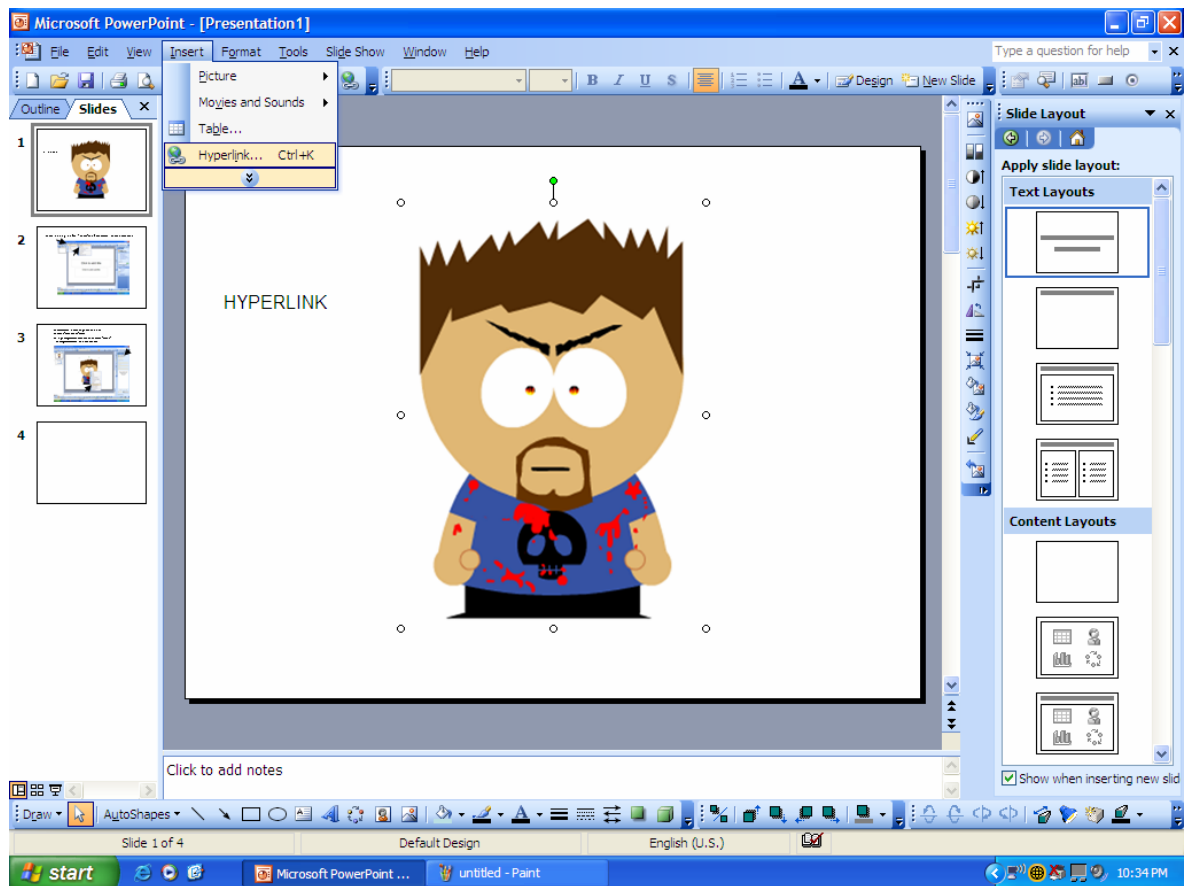 Microsoft PowerPoint - [Presentation1]
File Edit View Insert Format Tools Slide Show Window Help
Type a question for help
Picture
Movies and Sounds
Table...
Hyperlink... Ctrl+K
B I U S
A
Design
New Slide
ab
Outline Slides
1
2
3
4
HYPERLINK
Slide Layout
Apply slide layout:
Text Layouts
Content Layouts
Show when inserting new slid
Click to add notes
Draw AutoShapes
A
Slide 1 of 4
Default Design
English (U.S.)
start
Microsoft PowerPoint ...
untitled - Paint
10:34 PM